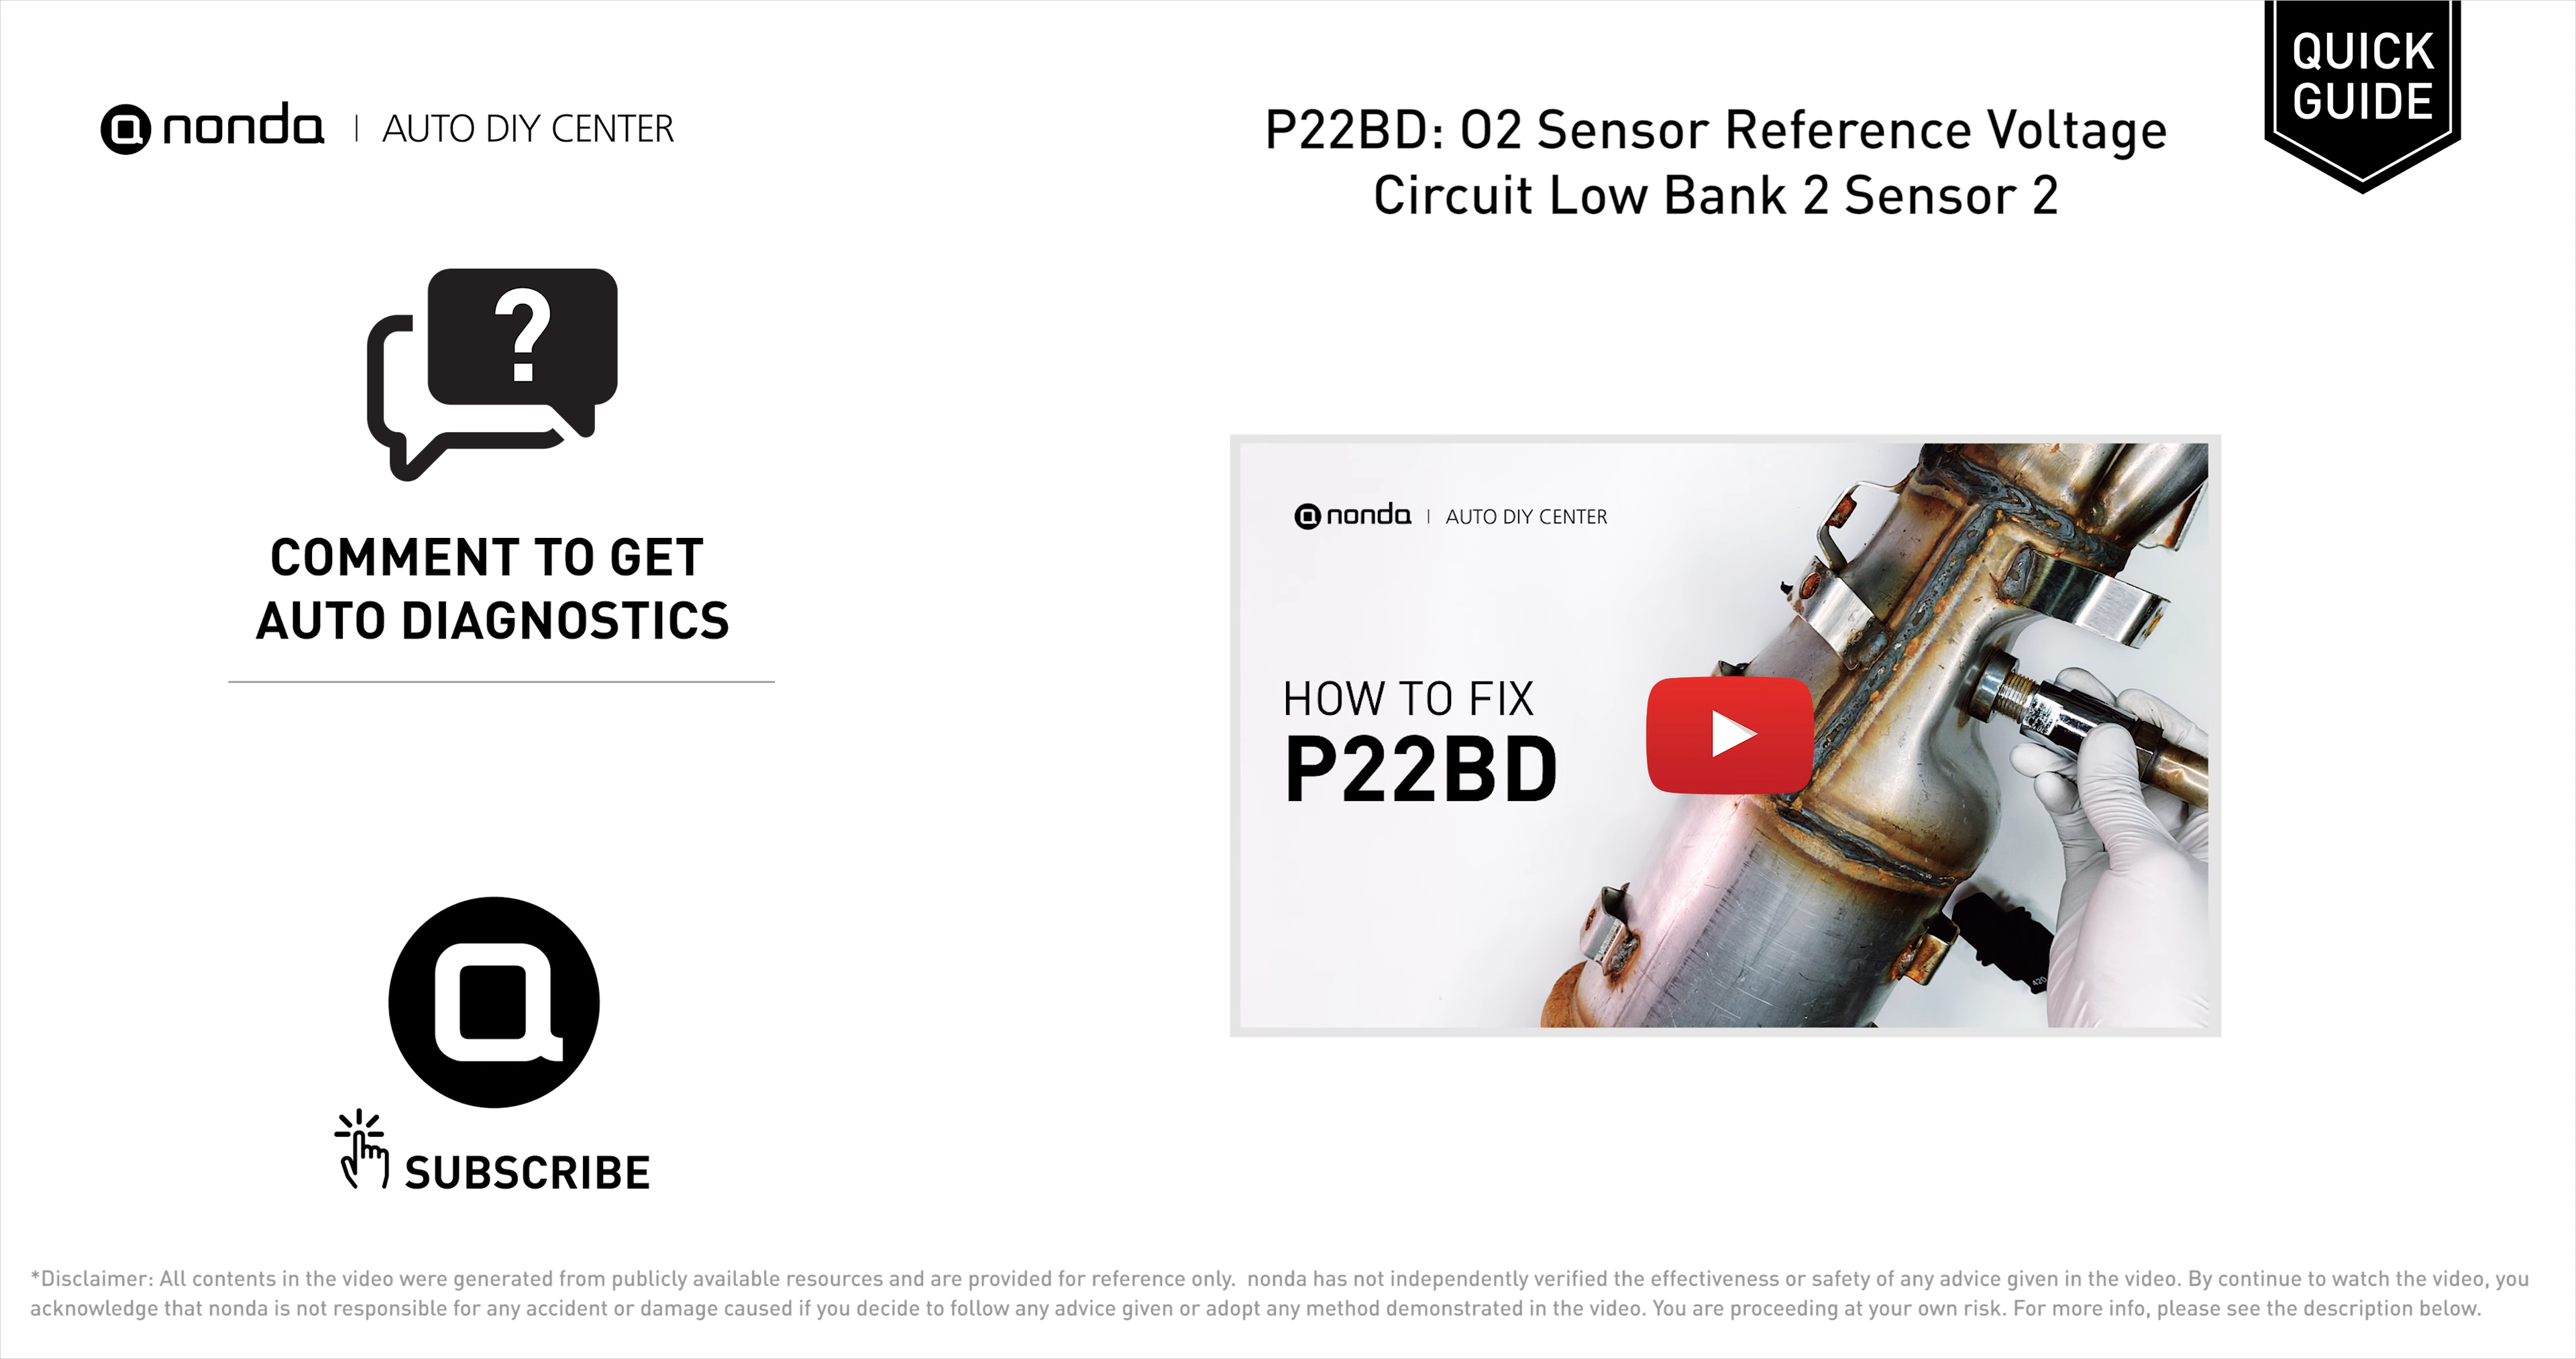 nonda | AUTO DIY CENTER
QUICK
GUIDE
P22BD: O2 Sensor Reference Voltage
Circuit Low Bank 2 Sensor 2
?
COMMENT TO GET
AUTO DIAGNOSTICS
nonda | AUTO DIY CENTER
HOW TO FIX
P22BD
420
SUBSCRIBE
*Disclaimer: All contents in the video were generated from publicly available resources and are provided for reference only. nonda has not independently verified the effectiveness or safety of any advice given in the video. By continue to watch the video, you
acknowledge that nonda is not responsible for any accident or damage caused if you decide to follow any advice given or adopt any method demonstrated in the video. You are proceeding at your own risk. For more info, please see the description below.